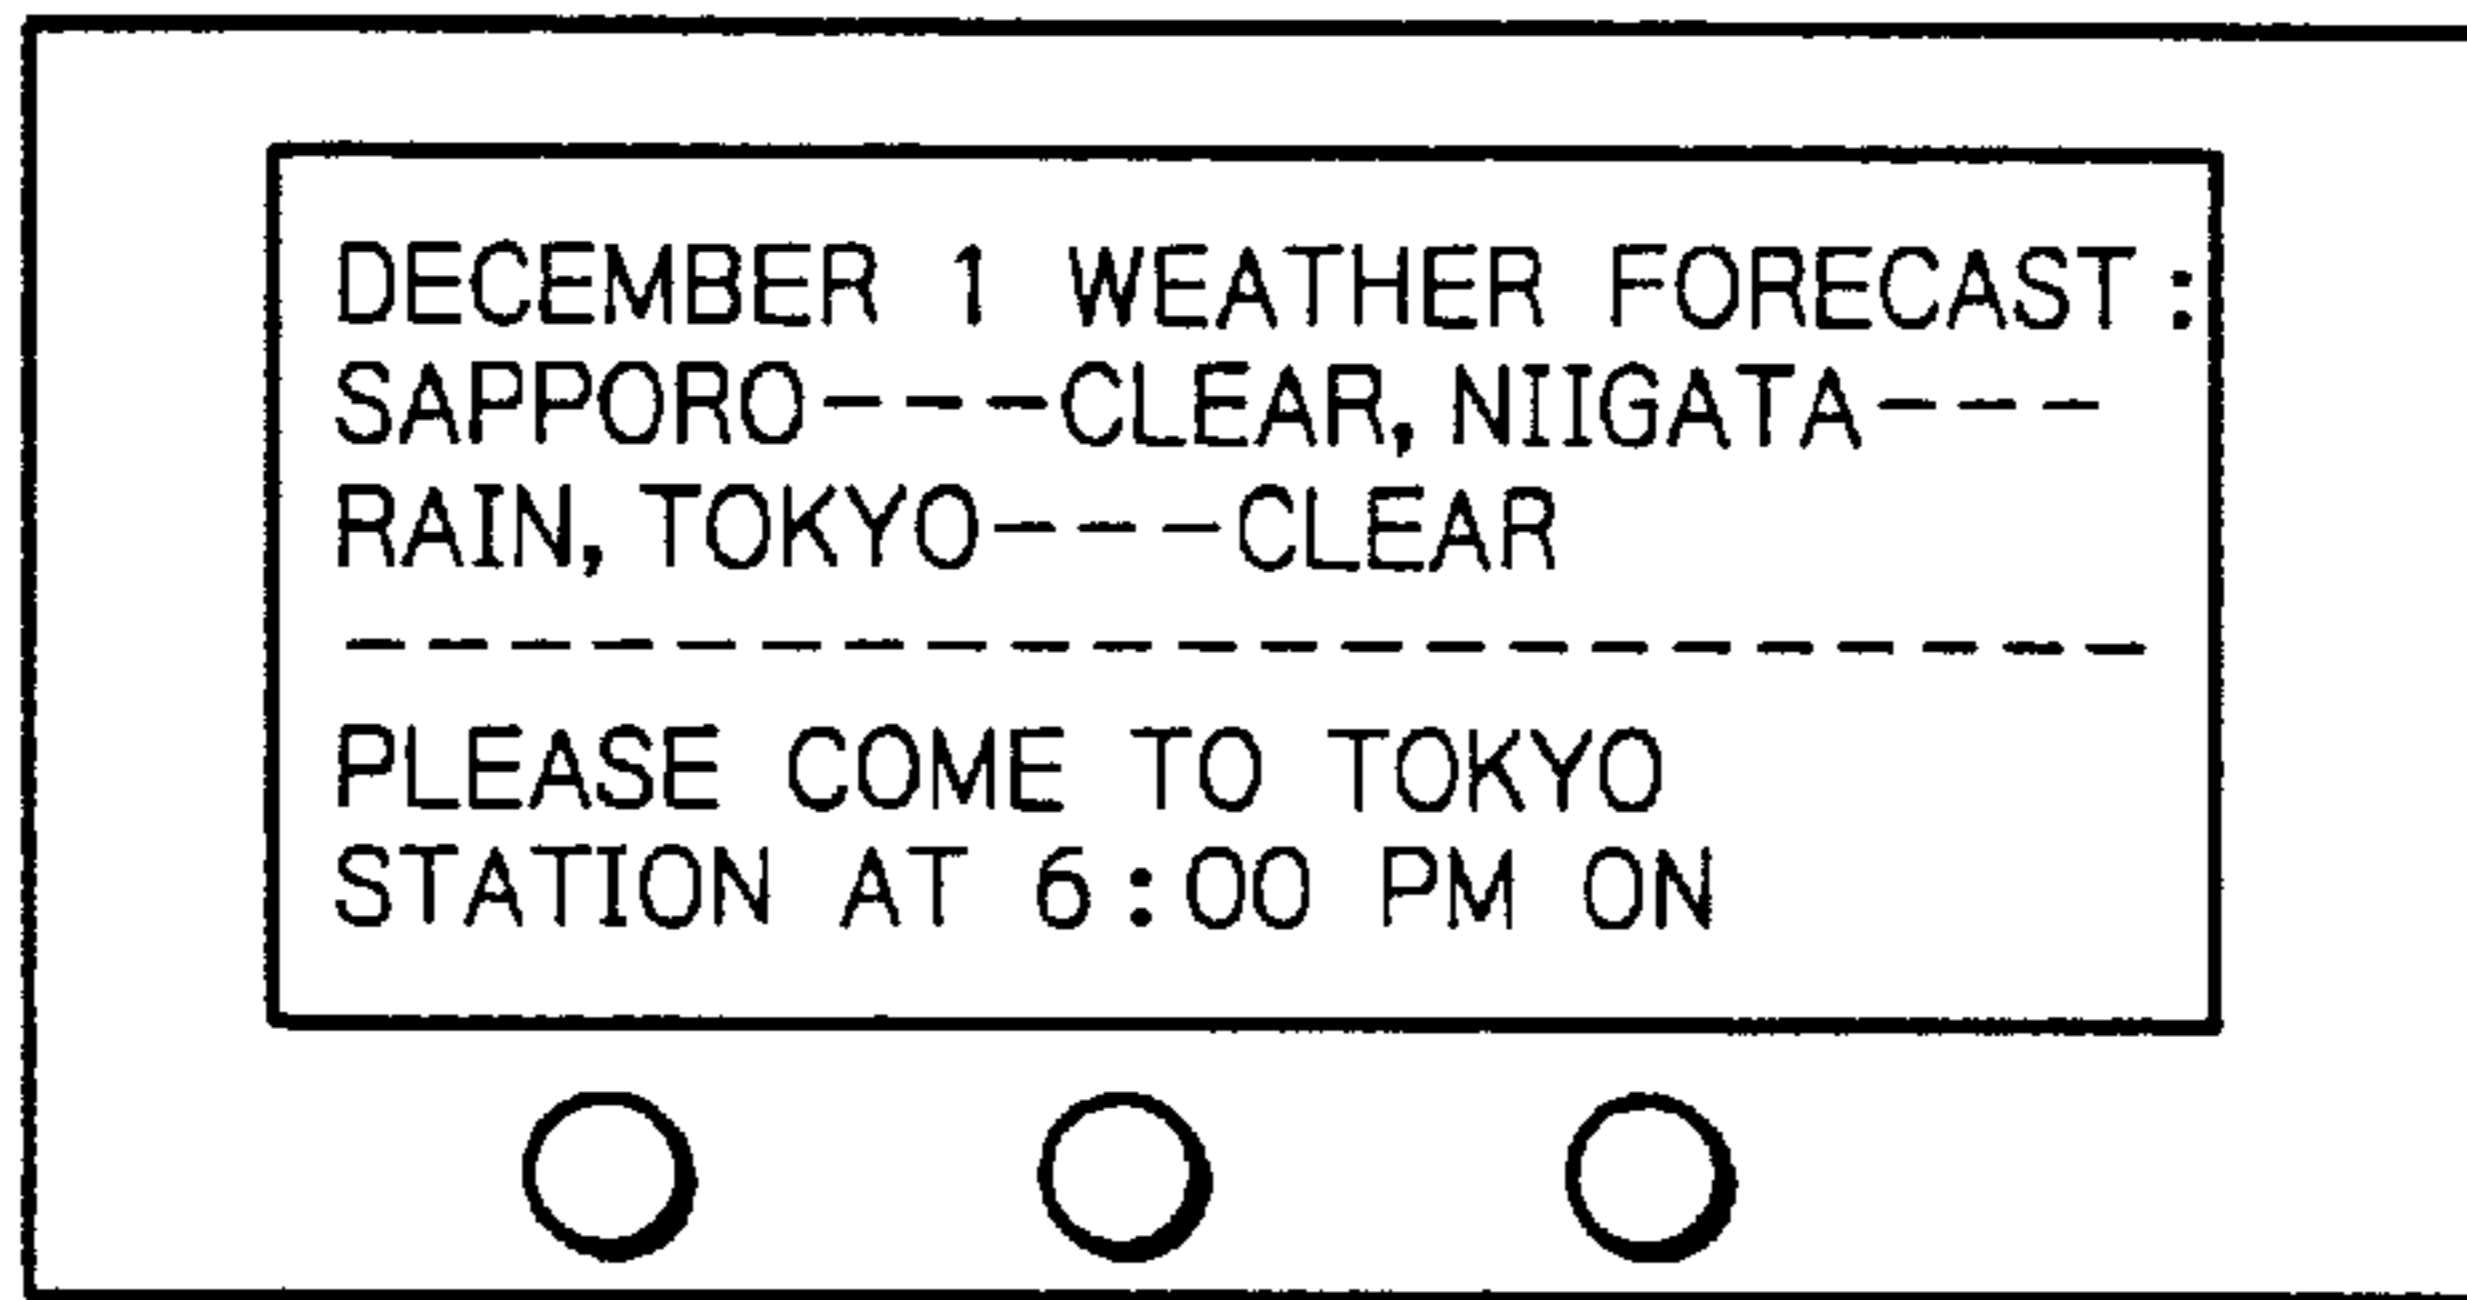 DECEMBER 1 WEATHER FORECAST:
SAPPORO---CLEAR, NIIGATA---
RAIN, TOKYO---CLEAR
----------------------
PLEASE COME TO TOKYO
STATION AT 6:00 PM ON